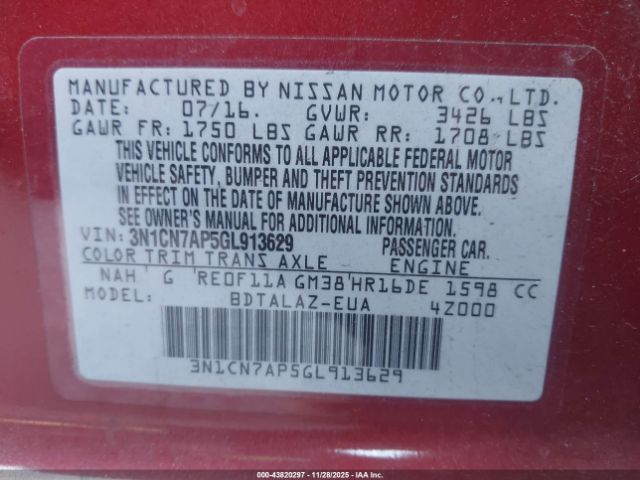 MANUFACTURED BY NISSAN MOTOR CO.,LTD.
DATE: 07/16. GVWR: 3426 LBS
GAWR FR: 1750 LBS GAWR RR: 1708 LBS
THIS VEHICLE CONFORMS TO ALL APPLICABLE FEDERAL MOTOR
VEHICLE SAFETY, BUMPER AND THEFT PREVENTION STANDARDS
IN EFFECT ON THE DATE OF MANUFACTURE SHOWN ABOVE.
SEE OWNER'S MANUAL FOR ADDITIONAL INFORMATION.
VIN: 3N1CN7AP5GL913629 PASSENGER CAR.
COLOR TRIM TRANS AXLE ENGINE
NAH G RE0F11A GM38 HR16DE 1598 CC
MODEL: BDTALAZ-EUA 4Z000
3N1CN7AP5GL913629
000-43820297 - 11/28/2025 - IAA Inc.